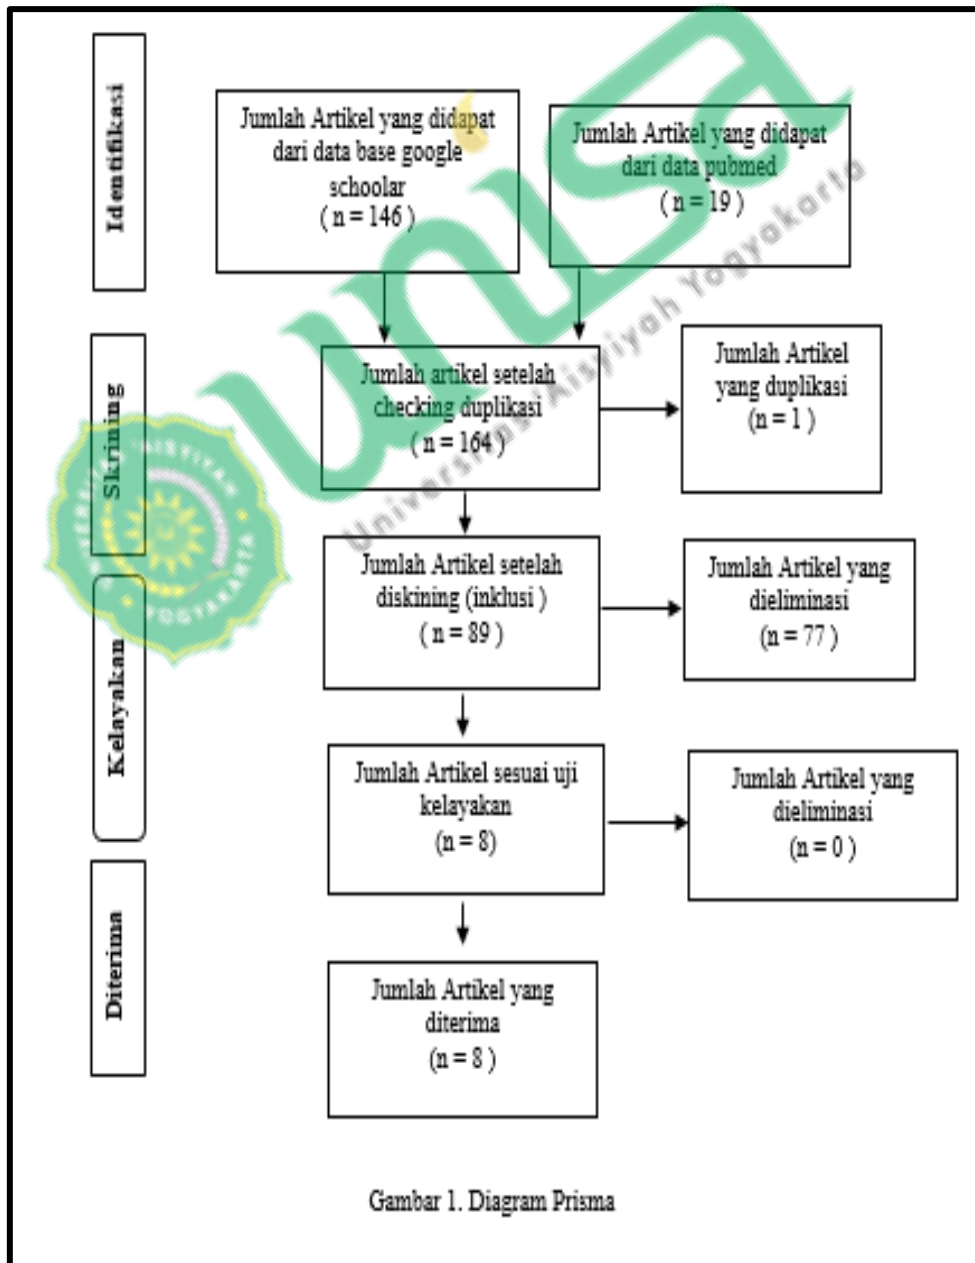 Identifikasi
Jumlah Artikel yang didapat
dari data base google
schoolar
( n = 146 )
Jumlah Artikel yang didapat
dari data pubmed
( n = 19 )
Skrining
Jumlah artikel setelah
checking duplikasi
( n = 164 )
Jumlah Artikel
yang duplikasi
(n = 1 )
Kelayakan
Jumlah Artikel setelah
diskining (inklusi )
( n = 89 )
Jumlah Artikel yang
dieliminasi
(n = 77 )
Jumlah Artikel sesuai uji
kelayakan
(n = 8)
Jumlah Artikel yang
dieliminasi
(n = 0 )
Diterima
Jumlah Artikel yang
diterima
(n = 8 )
Gambar 1. Diagram Prisma
unisa
Universitas 'Aisyiyah Yogyakarta
YOGYAKARTA